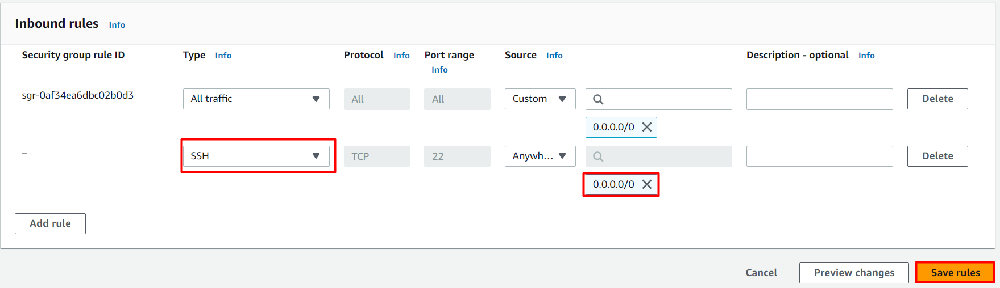 Inbound rules Info
Security group rule ID Type Info Protocol Info Port range Info Source Info Description - optional Info
sgr-0af34ea6dbc02b0d3 All traffic All All Custom Delete
0.0.0.0/0
– SSH TCP 22 Anywh... Delete
0.0.0.0/0
Add rule
Cancel Preview changes Save rules